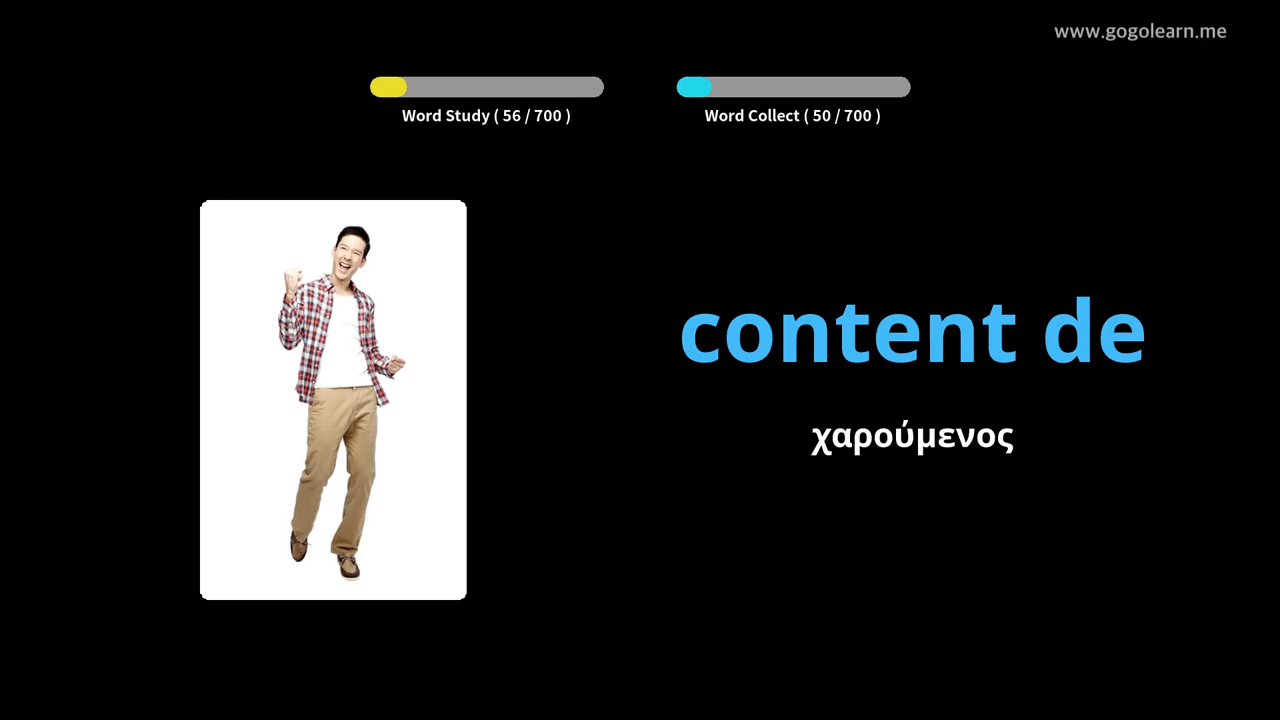 www.gogolearn.me
Word Study ( 56 / 700 )
Word Collect ( 50 / 700 )
content de
χαρούμενος